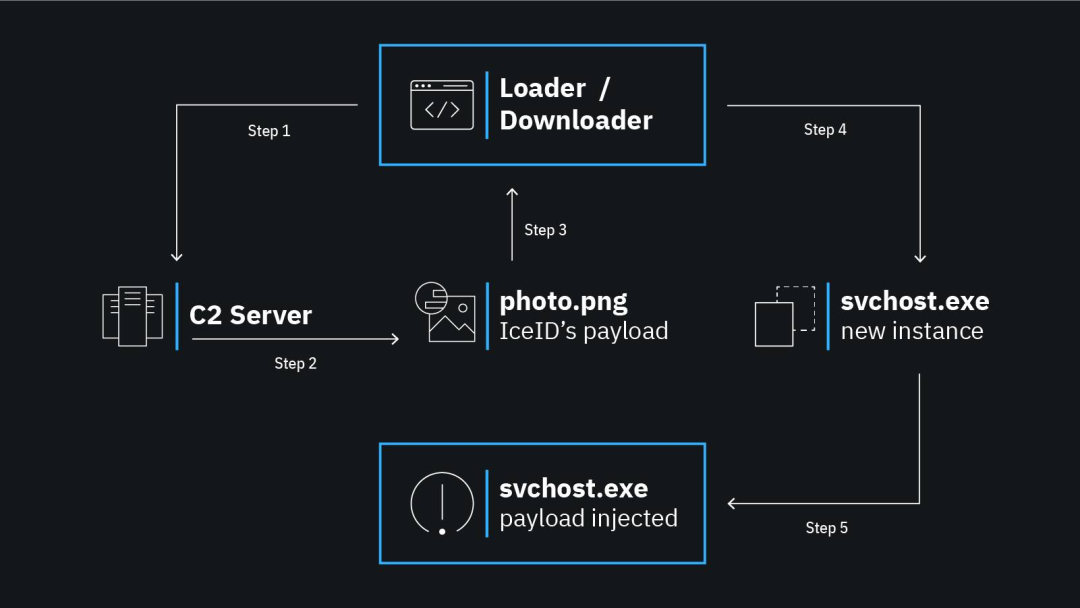 Loader /
Downloader
Step 1
Step 4
Step 3
C2 Server
Step 2
photo.png
IceID’s payload
svchost.exe
new instance
svchost.exe
payload injected
Step 5